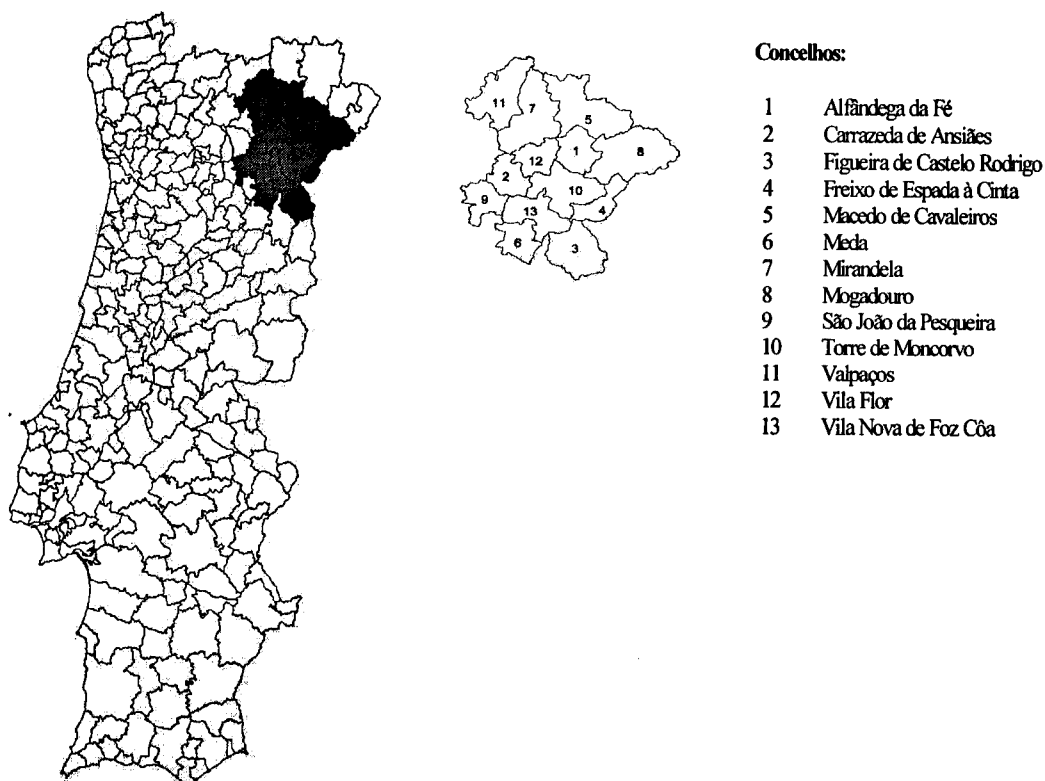 Concelhos:
1 Alfândega da Fé
2 Carrazeda de Ansiães
3 Figueira de Castelo Rodrigo
4 Freixo de Espada à Cinta
5 Macedo de Cavaleiros
6 Meda
7 Mirandela
8 Mogadouro
9 São João da Pesqueira
10 Torre de Moncorvo
11 Valpaços
12 Vila Flor
13 Vila Nova de Foz Côa
11
7
5
1
8
12
2
10
9
13
4
6
3